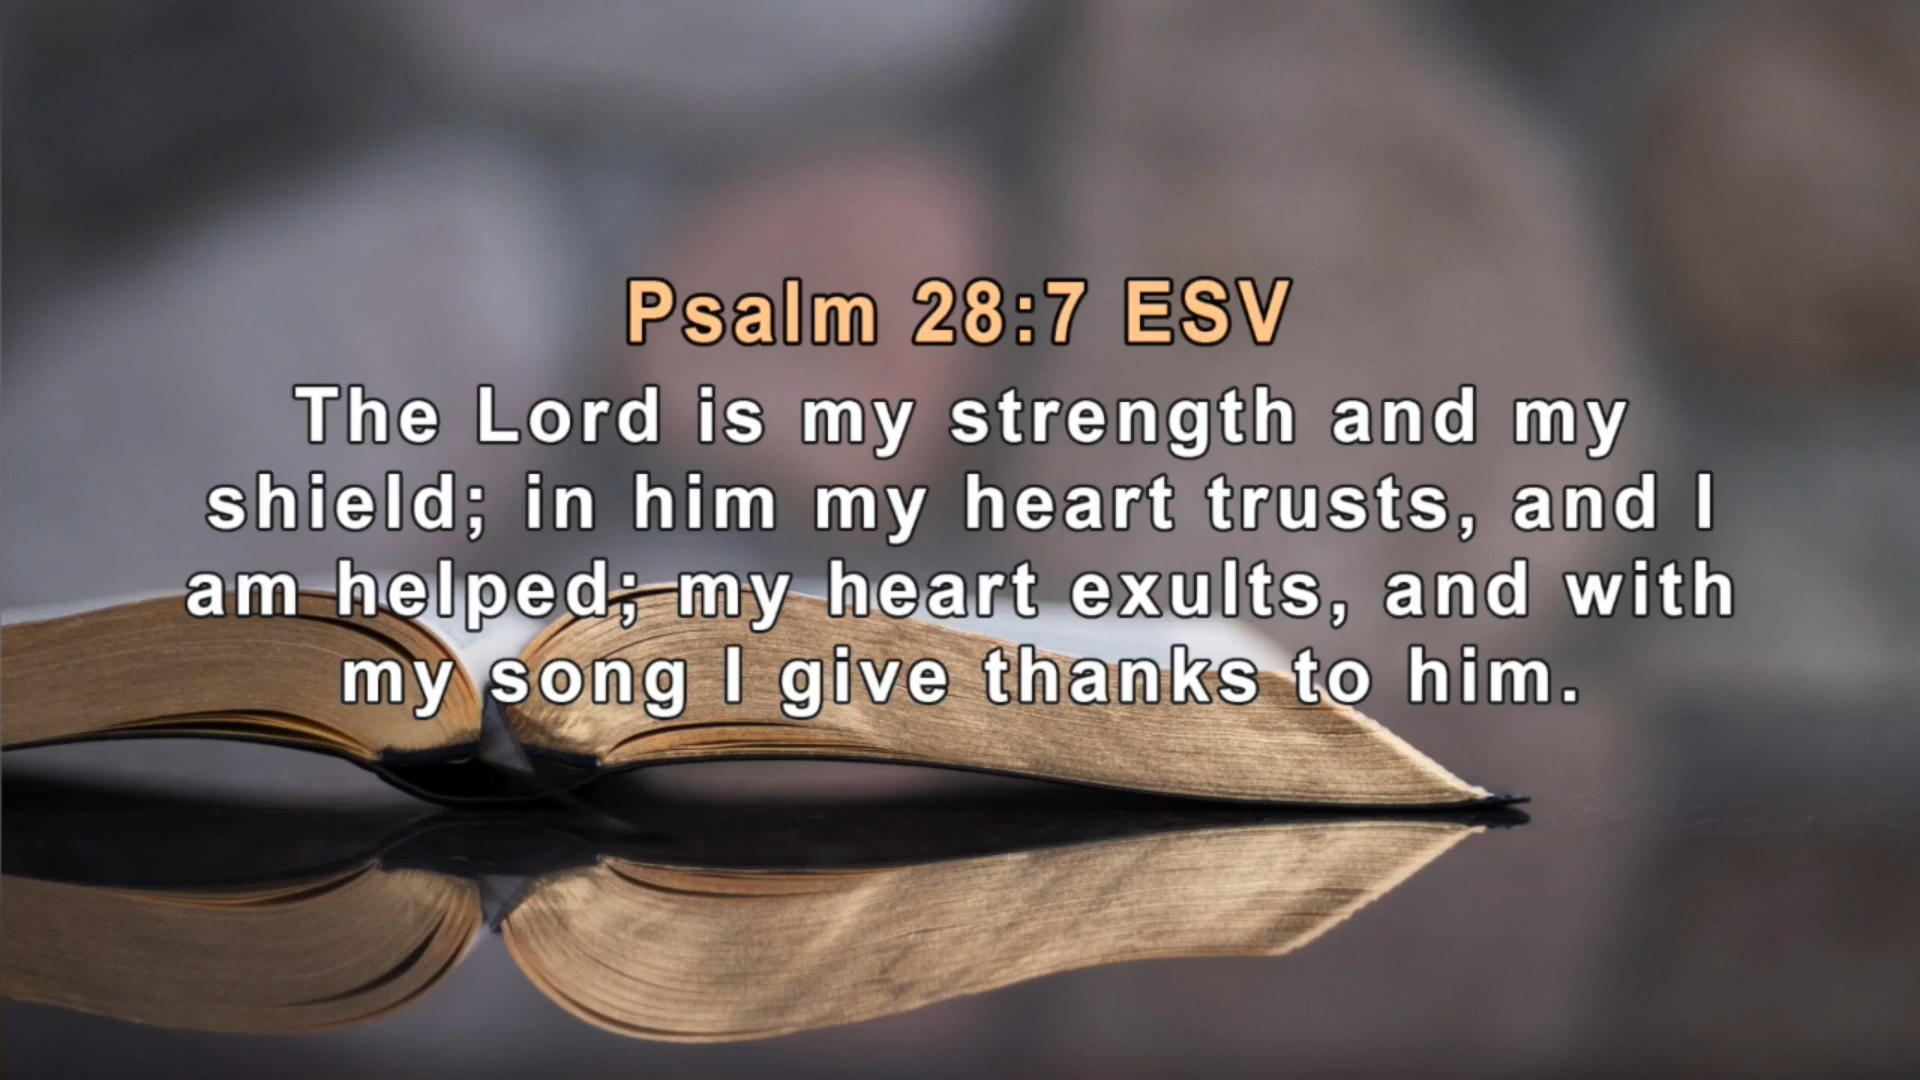 Psalm 28:7 ESV
The Lord is my strength and my
shield; in him my heart trusts, and I
am helped; my heart exults, and with
my song I give thanks to him.